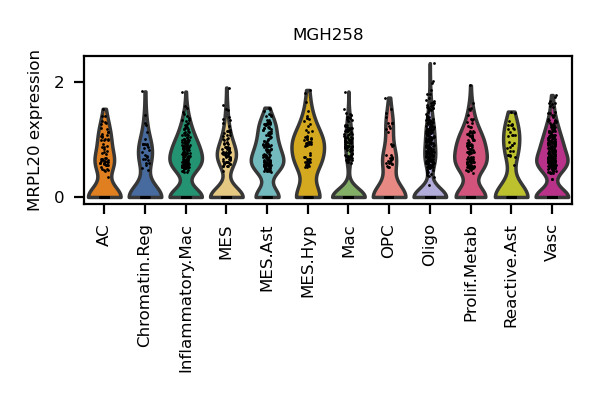 MGH258
MRPL20 expression
2
0
AC
Chromatin.Reg
Inflammatory.Mac
MES
MES.Ast
MES.Hyp
Mac
OPC
Oligo
Prolif.Metab
Reactive.Ast
Vasc